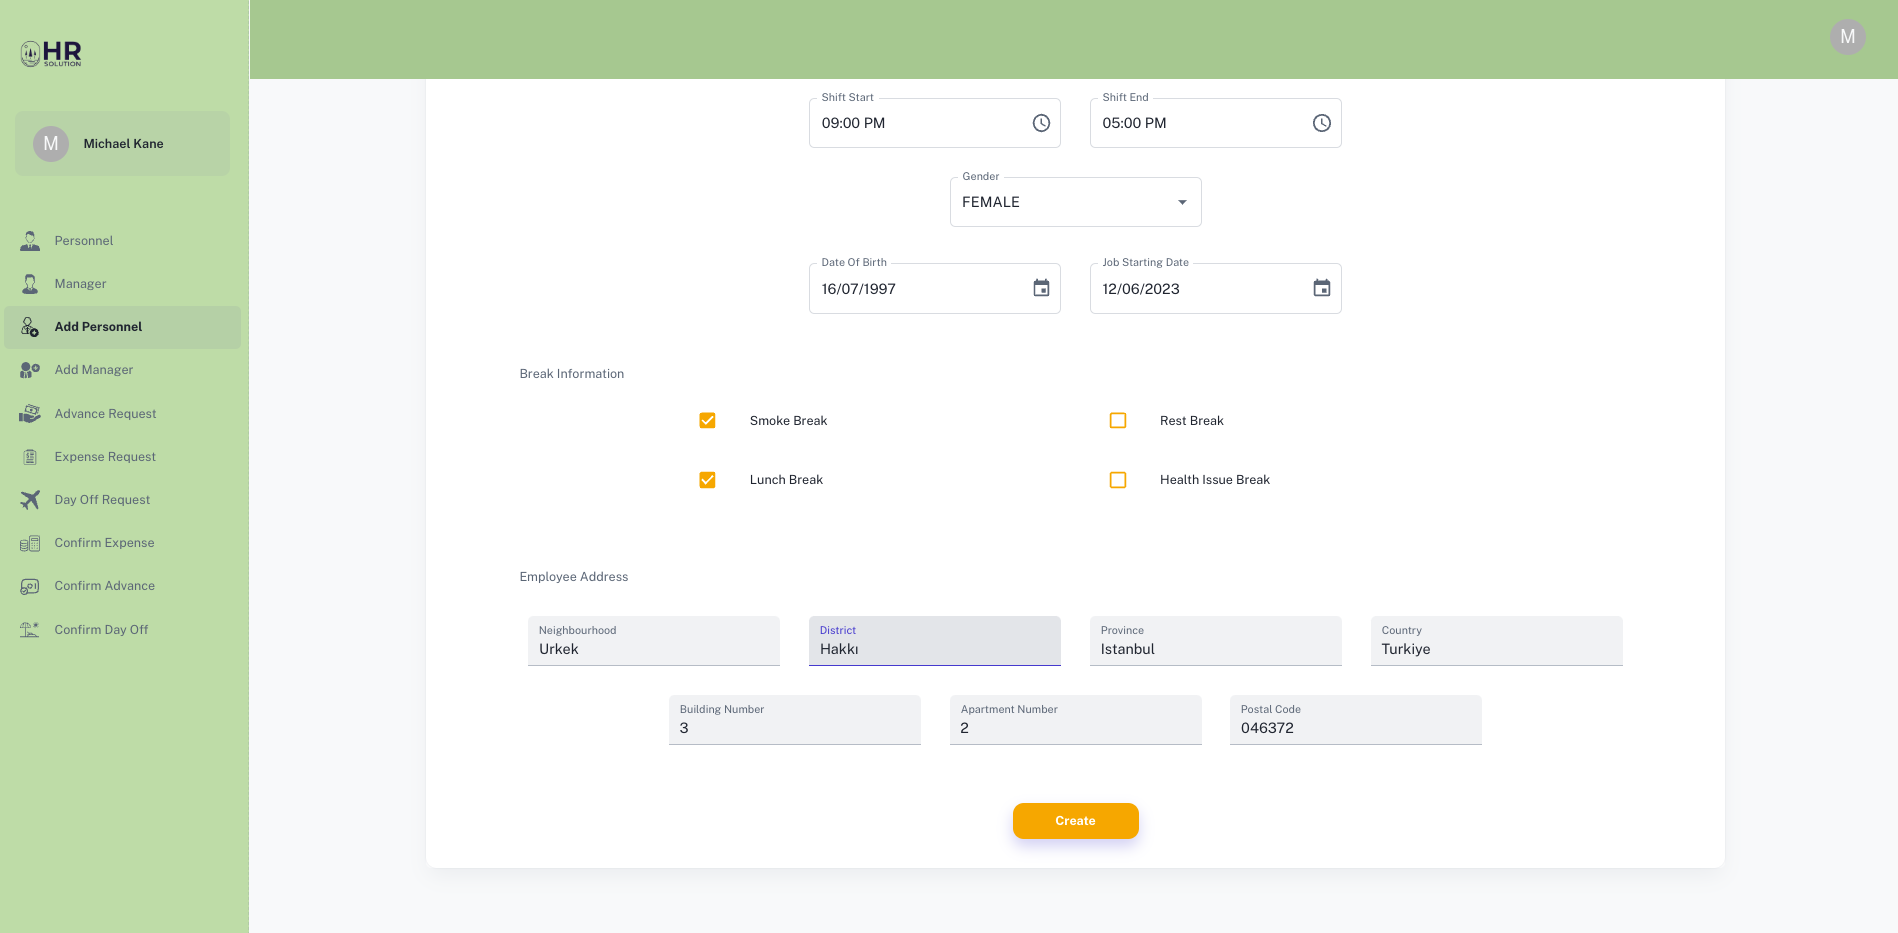 HR
SOLUTION
M
M
Michael Kane
Personnel
Manager
Add Personnel
Add Manager
Advance Request
Expense Request
Day Off Request
Confirm Expense
Confirm Advance
Confirm Day Off
Shift Start
09:00 PM
Shift End
05:00 PM
Gender
FEMALE
Date Of Birth
16/07/1997
Job Starting Date
12/06/2023
Break Information
Smoke Break
Rest Break
Lunch Break
Health Issue Break
Employee Address
Neighbourhood
Urkek
District
Hakkı
Province
Istanbul
Country
Turkiye
Building Number
3
Apartment Number
2
Postal Code
046372
Create